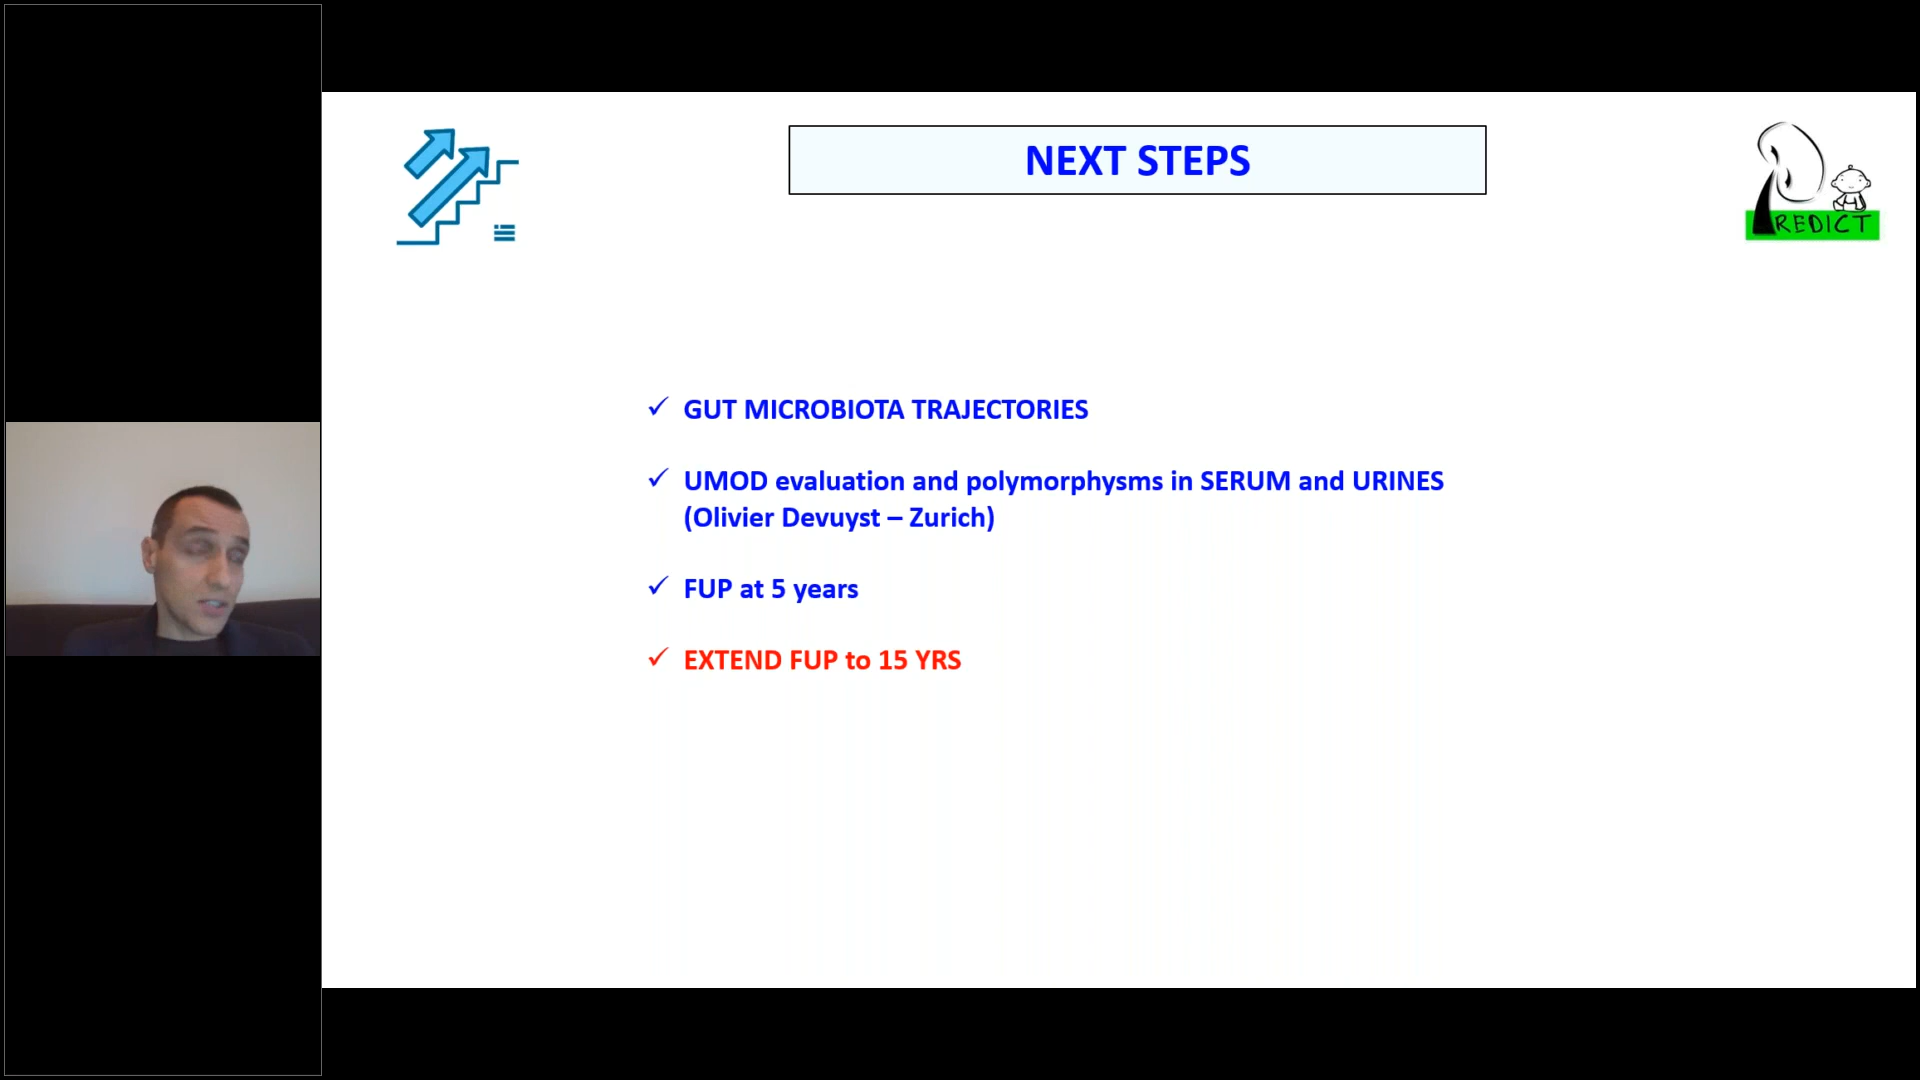 NEXT STEPS
PREDICT
GUT MICROBIOTA TRAJECTORIES
UMOD evaluation and polymorphysms in SERUM and URINES
(Olivier Devuyst – Zurich)
FUP at 5 years
EXTEND FUP to 15 YRS